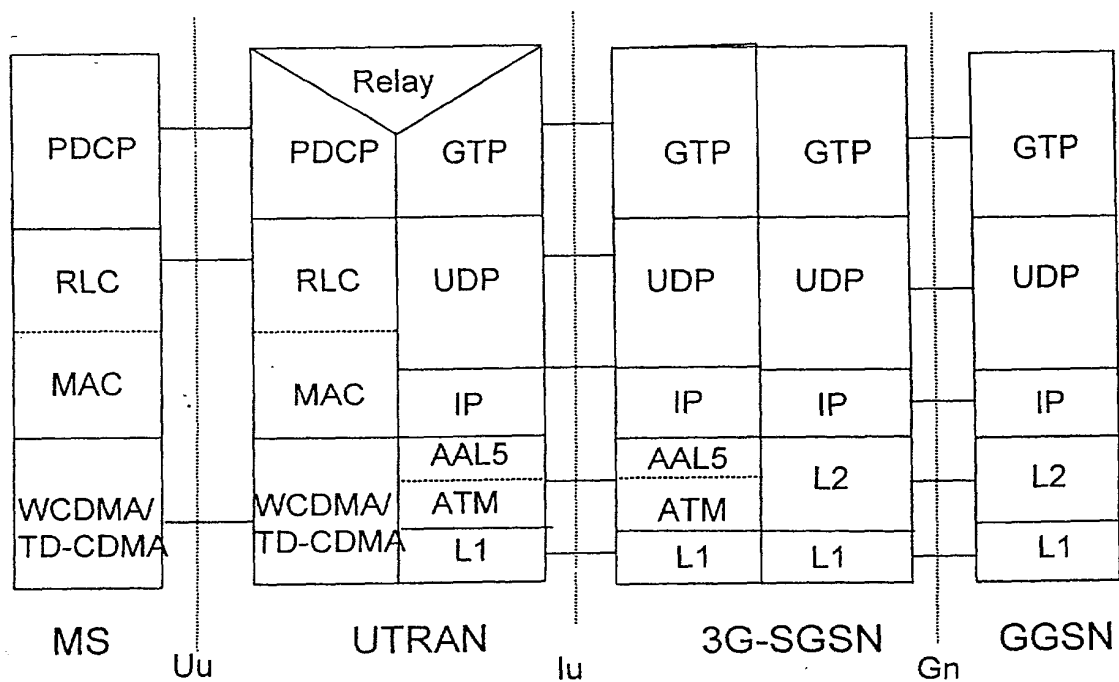 Relay
PDCP
PDCP
GTP
GTP
GTP
GTP
RLC
RLC
UDP
UDP
UDP
UDP
MAC
MAC
IP
IP
IP
IP
AAL5
AAL5
L2
L2
WCDMA/
TD-CDMA
WCDMA/
TD-CDMA
ATM
ATM
L1
L1
L1
L1
MS
UTRAN
3G-SGSN
GGSN
Uu
Iu
Gn